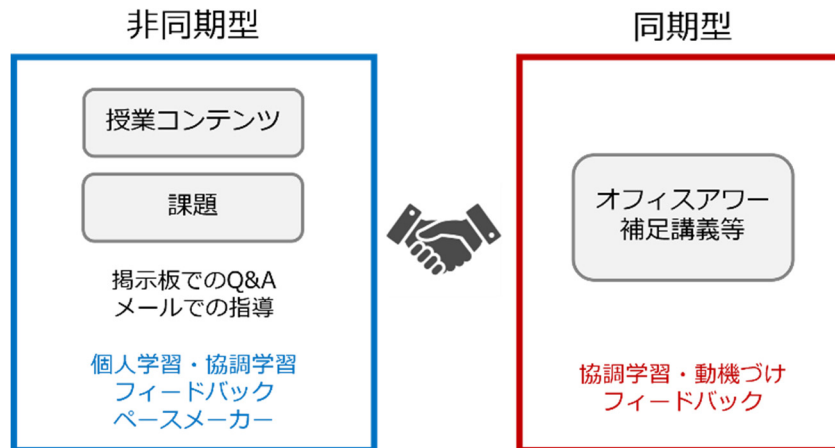 非同期型
授業コンテンツ
課題
掲示板でのQ&A
メールでの指導
個人学習・協調学習
フィードバック
ペースメーカー
同期型
オフィスアワー
補足講義等
協調学習・動機づけ
フィードバック